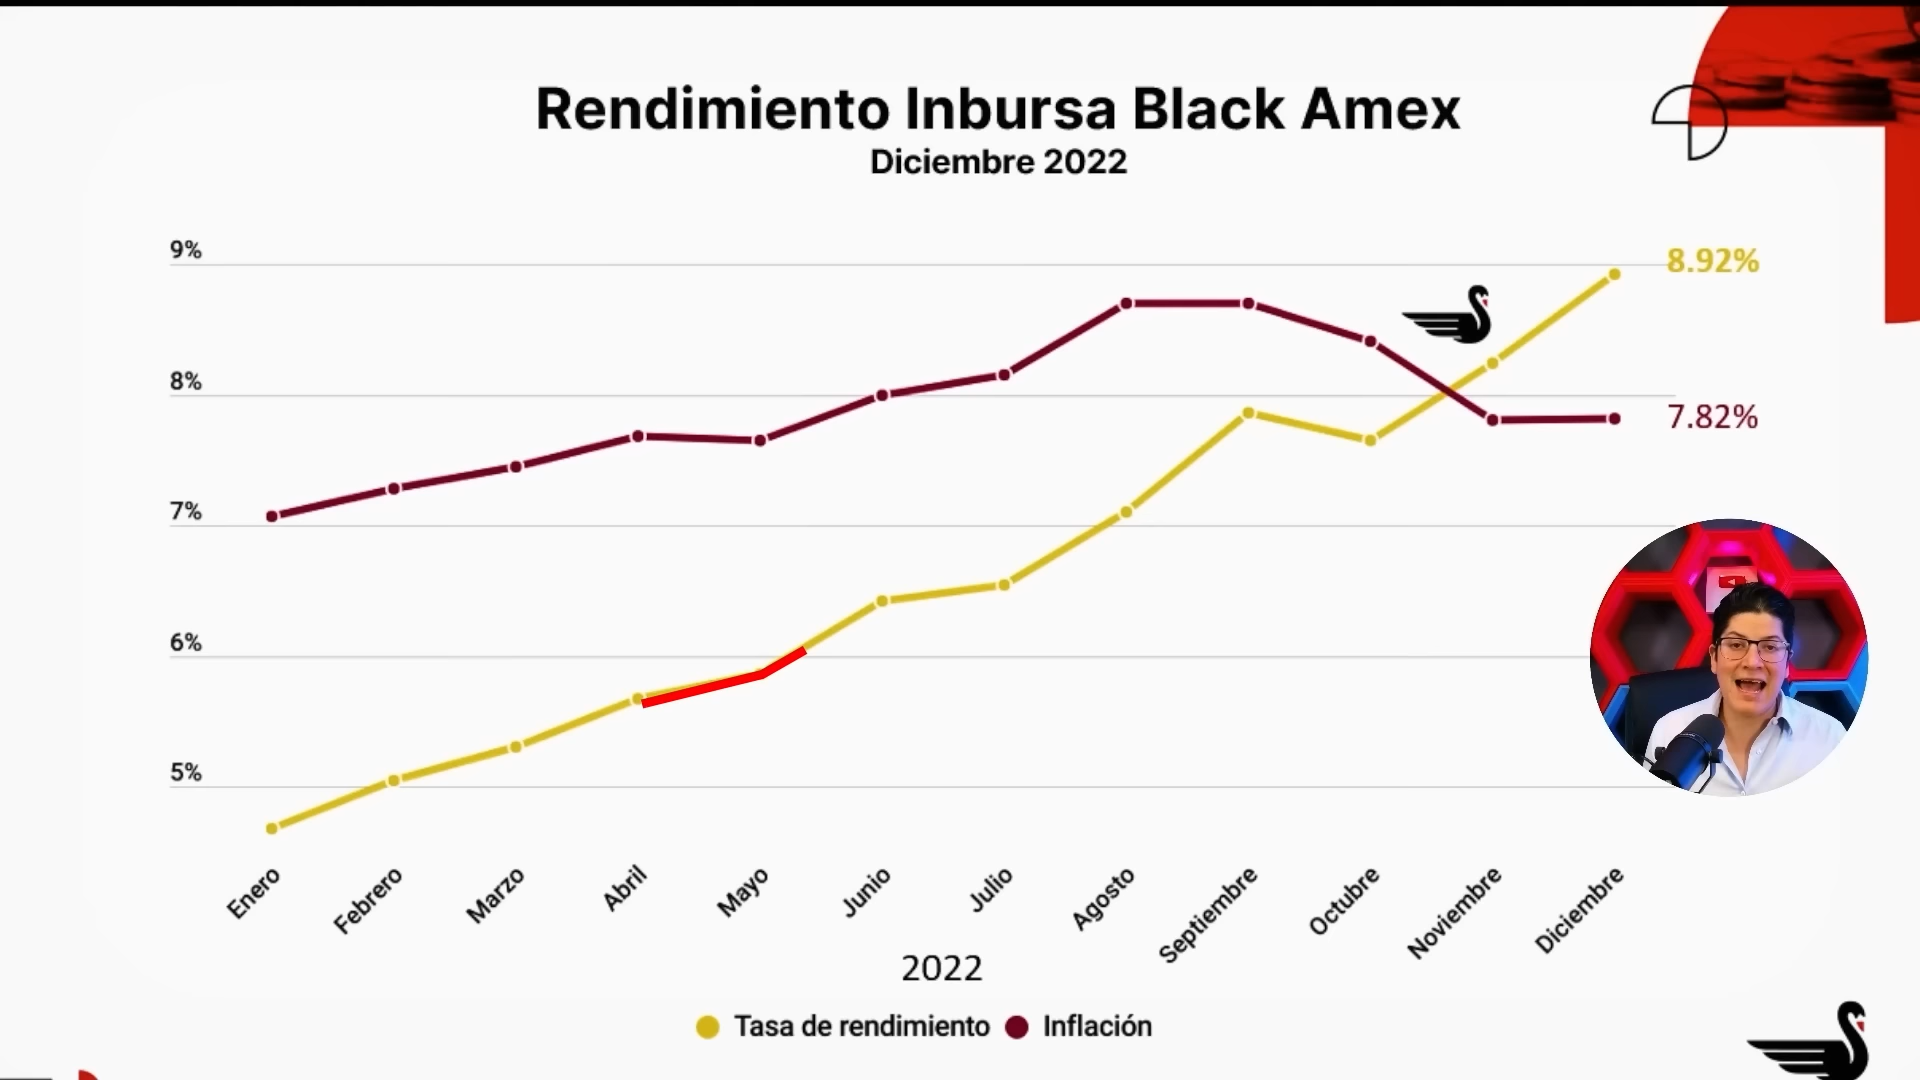 Rendimiento Inbursa Black Amex
Diciembre 2022
9%
8.92%
8%
7.82%
7%
6%
5%
Enero
Febrero
Marzo
Abril
Mayo
Junio
Julio
Agosto
Septiembre
Octubre
Noviembre
Diciembre
2022
Tasa de rendimiento
Inflación